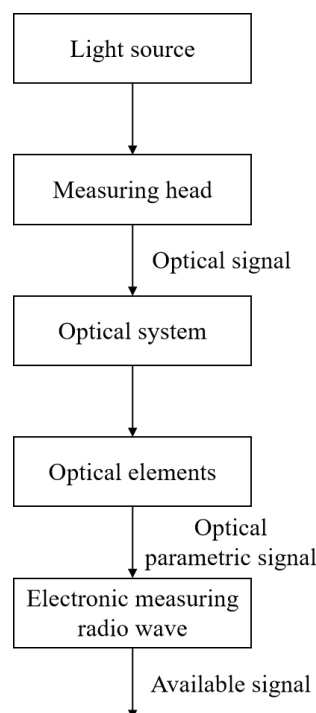 Light source
Measuring head
Optical signal
Optical system
Optical elements
Optical
parametric signal
Electronic measuring
radio wave
Available signal